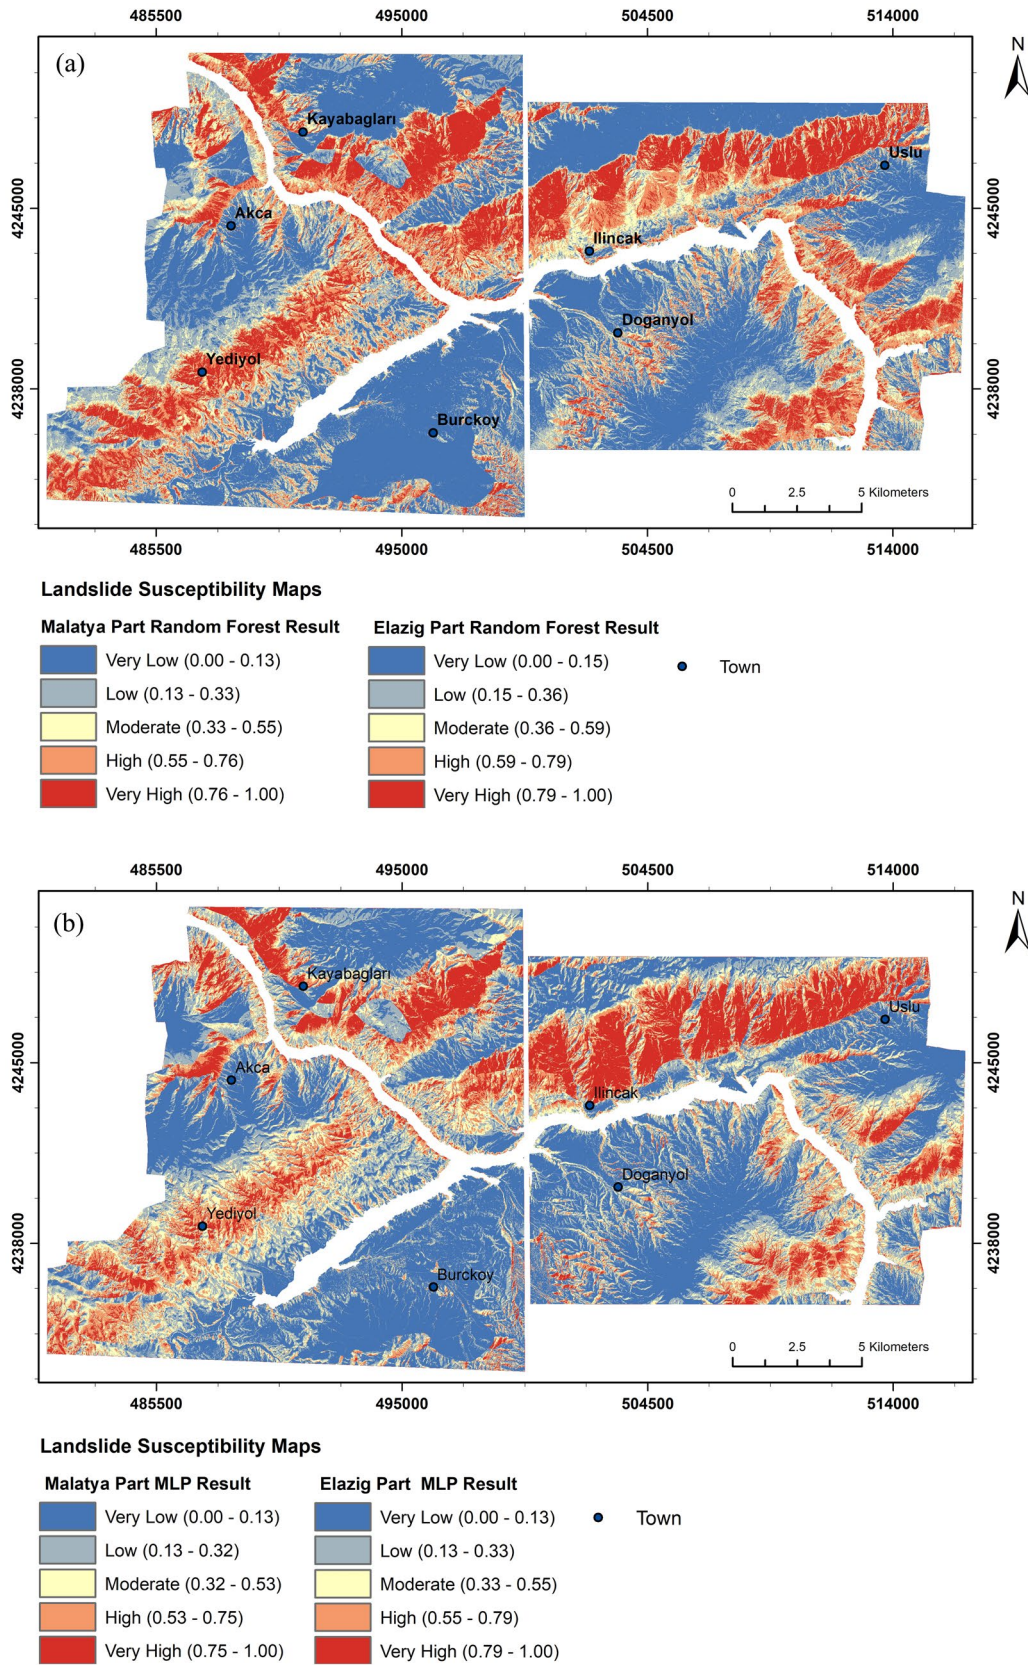 485500 495000 504500 514000
(a)
N
Kayabagları
Uslu
4245000
4245000
Akca
Ilincak
Doganyol
Yediyol
4238000
4238000
Burckoy
0 2.5 5 Kilometers
485500 495000 504500 514000
Landslide Susceptibility Maps
Malatya Part Random Forest Result
Very Low (0.00 - 0.13)
Low (0.13 - 0.33)
Moderate (0.33 - 0.55)
High (0.55 - 0.76)
Very High (0.76 - 1.00)
Elazig Part Random Forest Result
Very Low (0.00 - 0.15)
Low (0.15 - 0.36)
Moderate (0.36 - 0.59)
High (0.59 - 0.79)
Very High (0.79 - 1.00)
Town
485500 495000 504500 514000
(b)
N
Kayabagları
Uslu
4245000
4245000
Akca
Ilincak
Doganyol
Yediyol
4238000
4238000
Burckoy
0 2.5 5 Kilometers
485500 495000 504500 514000
Landslide Susceptibility Maps
Malatya Part MLP Result
Very Low (0.00 - 0.13)
Low (0.13 - 0.32)
Moderate (0.32 - 0.53)
High (0.53 - 0.75)
Very High (0.75 - 1.00)
Elazig Part MLP Result
Very Low (0.00 - 0.13)
Low (0.13 - 0.33)
Moderate (0.33 - 0.55)
High (0.55 - 0.79)
Very High (0.79 - 1.00)
Town